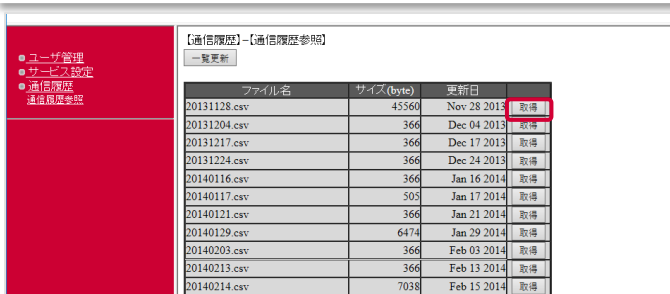 ユーザ管理
サービス設定
通信履歴
通信履歴参照
【通信履歴】-【通信履歴参照】
一覧更新
ファイル名 サイズ(byte) 更新日
20131128.csv 45560 Nov 28 2013 取得
20131204.csv 366 Dec 04 2013 取得
20131217.csv 366 Dec 17 2013 取得
20131224.csv 366 Dec 24 2013 取得
20140116.csv 366 Jan 16 2014 取得
20140117.csv 505 Jan 17 2014 取得
20140121.csv 366 Jan 21 2014 取得
20140129.csv 6474 Jan 29 2014 取得
20140203.csv 366 Feb 03 2014 取得
20140213.csv 366 Feb 13 2014 取得
20140214.csv 7038 Feb 15 2014 取得